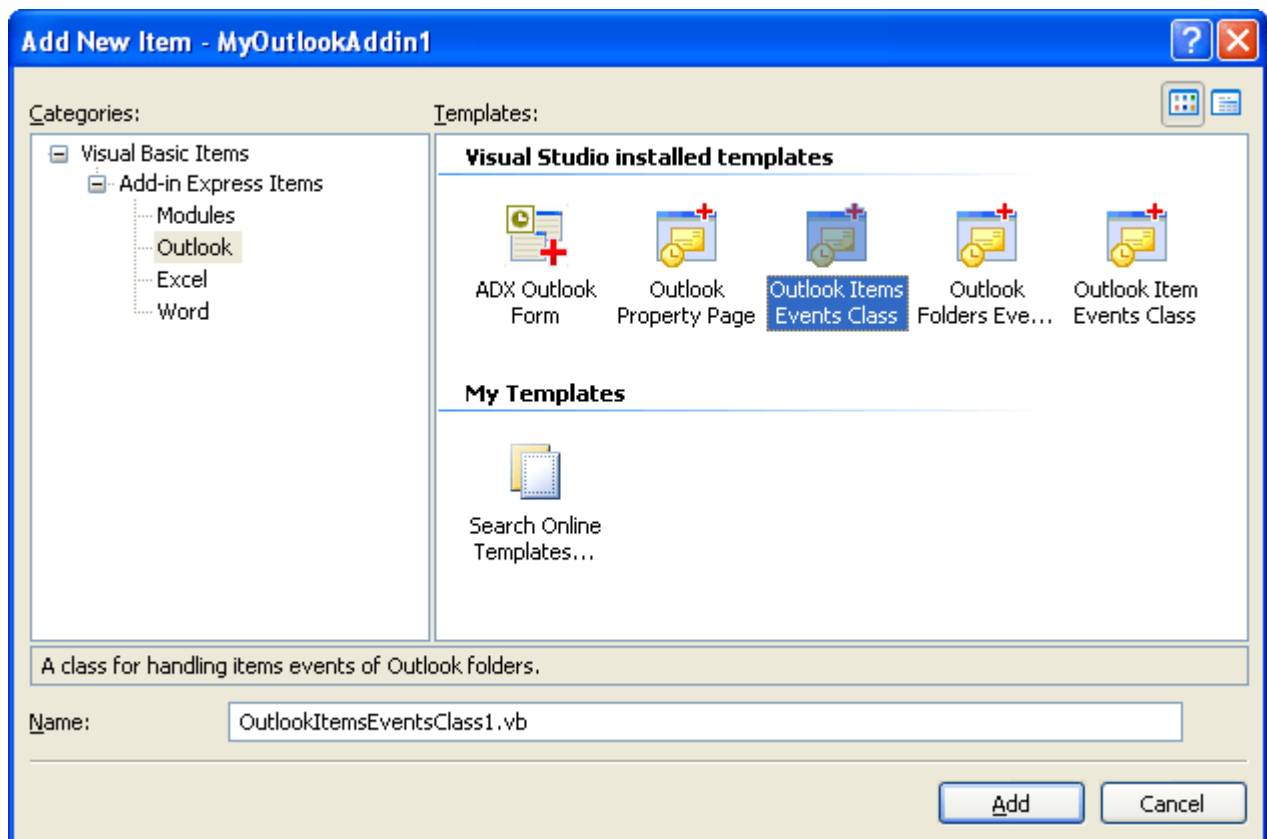 Add New Item - MyOutlookAddin1
Categories:
Templates:
Visual Basic Items
Add-in Express Items
Modules
Outlook
Excel
Word
Visual Studio installed templates
ADX Outlook
Form
Outlook
Property Page
Outlook Items
Events Class
Outlook
Folders Eve...
Outlook Item
Events Class
My Templates
Search Online
Templates...
A class for handling items events of Outlook folders.
Name:
OutlookItemsEventsClass1.vb
Add
Cancel